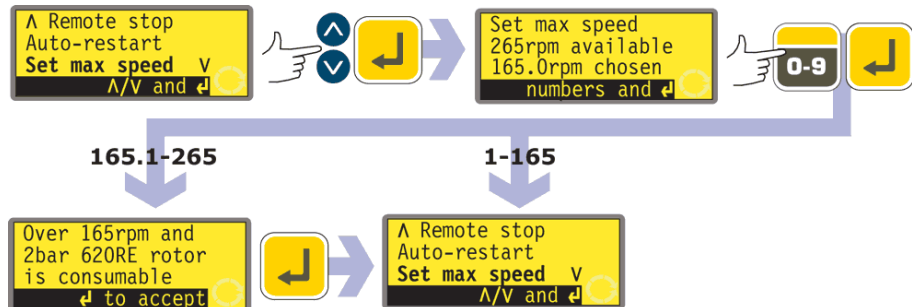 Λ Remote stop
Auto-restart
Set max speed V
Λ/V and ↲
Set max speed
265rpm available
165.0rpm chosen
numbers and ↲
0-9
165.1-265
1-165
Over 165rpm and
2bar 620RE rotor
is consumable
↲ to accept
Λ Remote stop
Auto-restart
Set max speed V
Λ/V and ↲